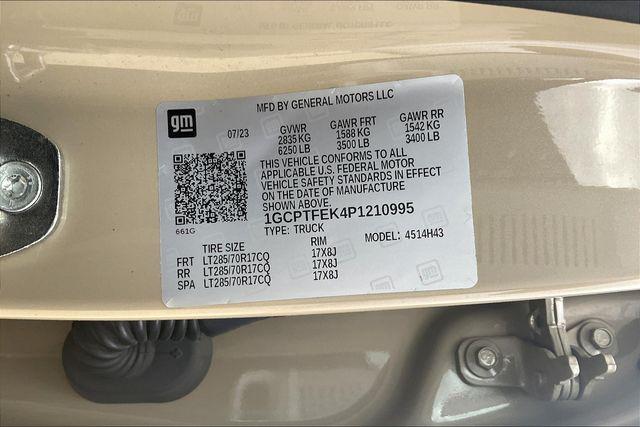 gm
MFD BY GENERAL MOTORS LLC
07/23
GVWR GAWR FRT GAWR RR
2835 KG 1588 KG 1542 KG
6250 LB 3500 LB 3400 LB
THIS VEHICLE CONFORMS TO ALL
APPLICABLE U.S. FEDERAL MOTOR
VEHICLE SAFETY STANDARDS IN EFFECT
ON THE DATE OF MANUFACTURE
SHOWN ABOVE.
661G
1GCPTFEK4P1210995
TYPE: TRUCK MODEL: 4514H43
TIRE SIZE RIM
FRT LT285/70R17CQ 17X8J
RR LT285/70R17CQ 17X8J
SPA LT285/70R17CQ 17X8J